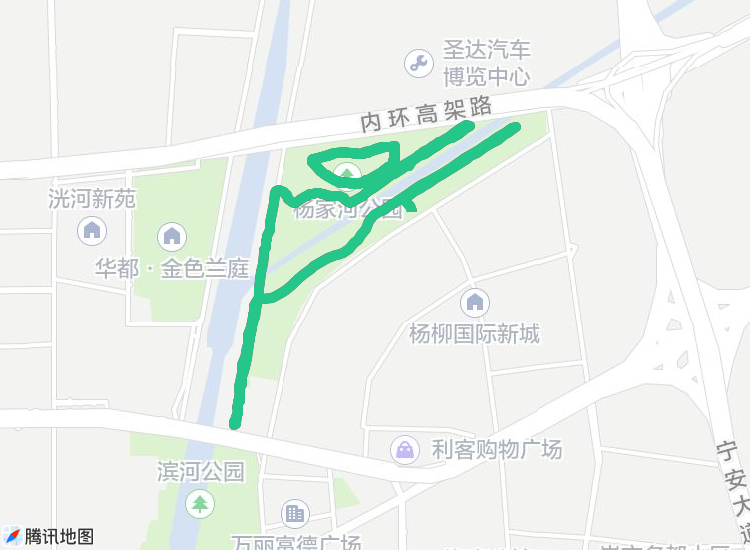 圣达汽车
博览中心
内环高架路
洸河新苑
杨家河公园
华都·金色兰庭
杨柳国际新城
利客购物广场
滨河公园
宁安大道
万丽富德广场
腾讯地图